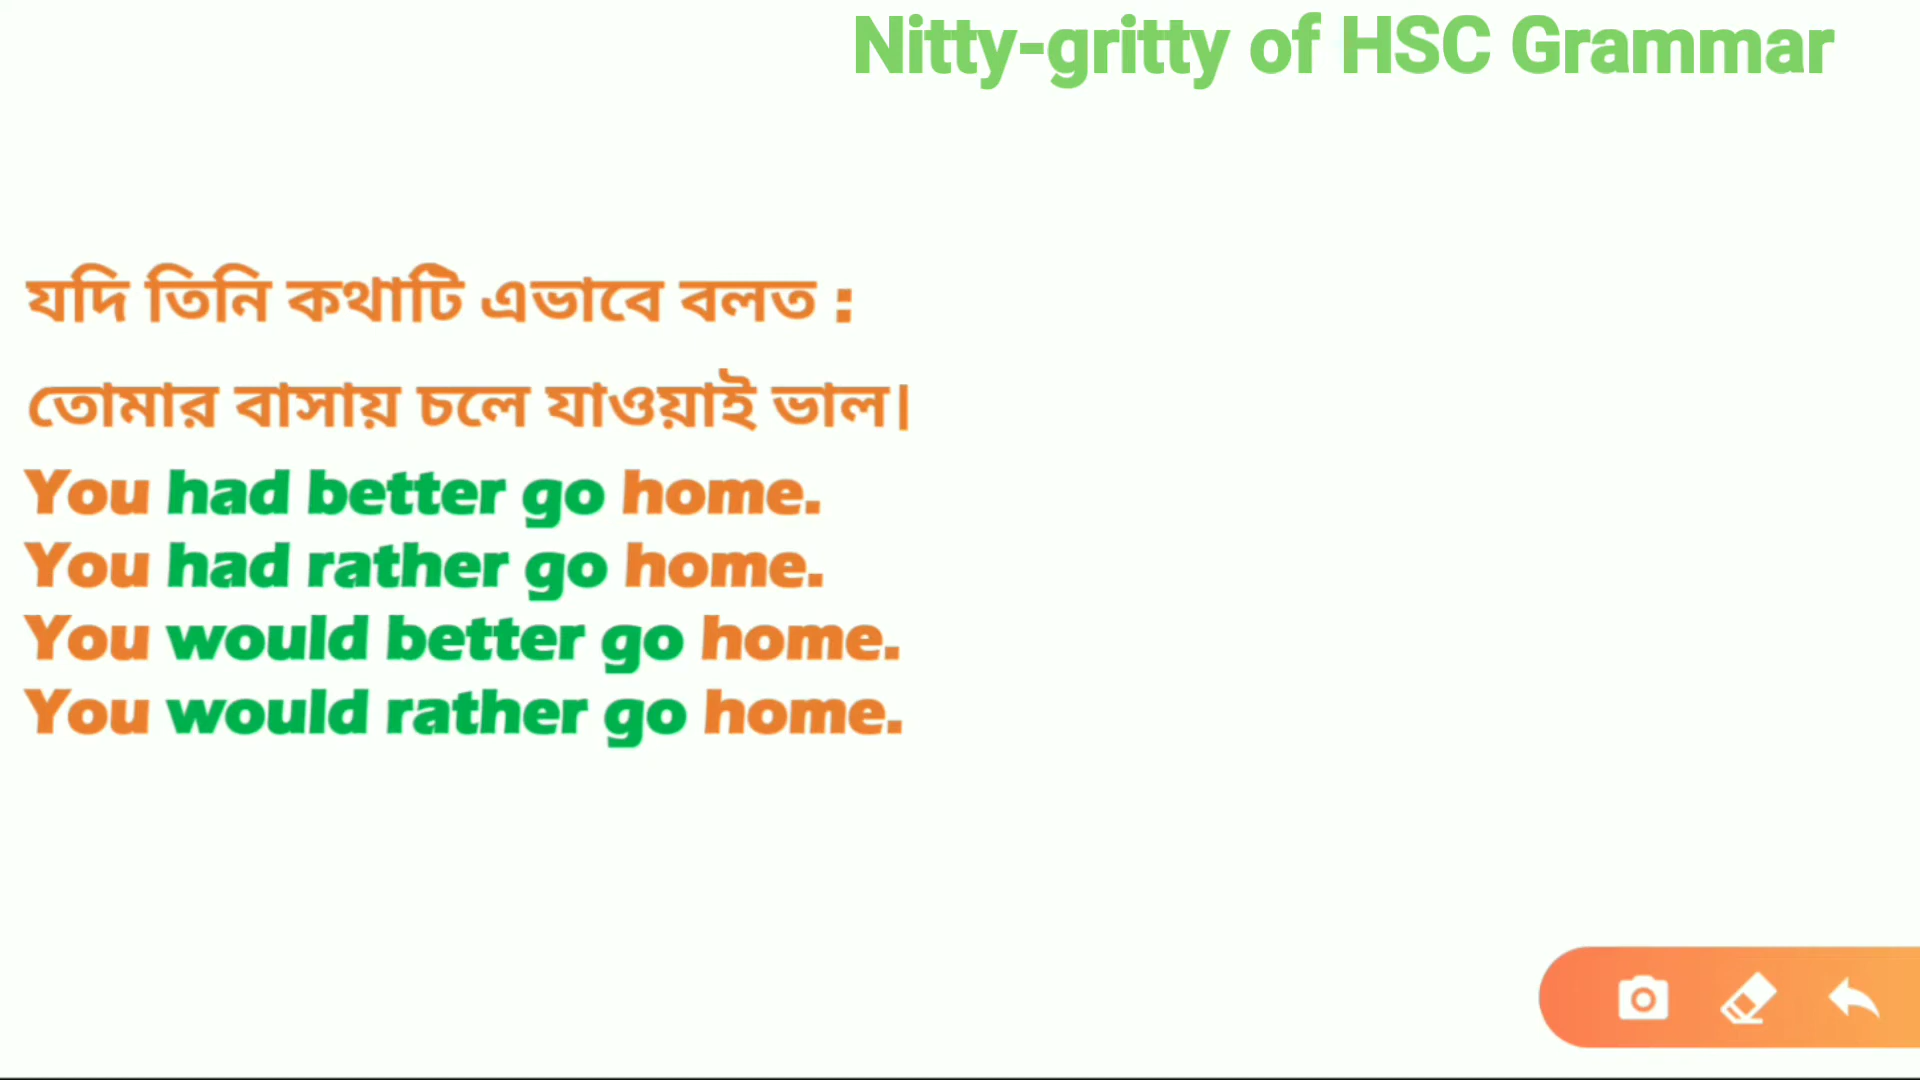 Nitty-gritty of HSC Grammar
যদি তিনি কথাটি এভাবে বলত :
তোমার বাসায় চলে যাওয়াই ভাল।
You had better go home.
You had rather go home.
You would better go home.
You would rather go home.